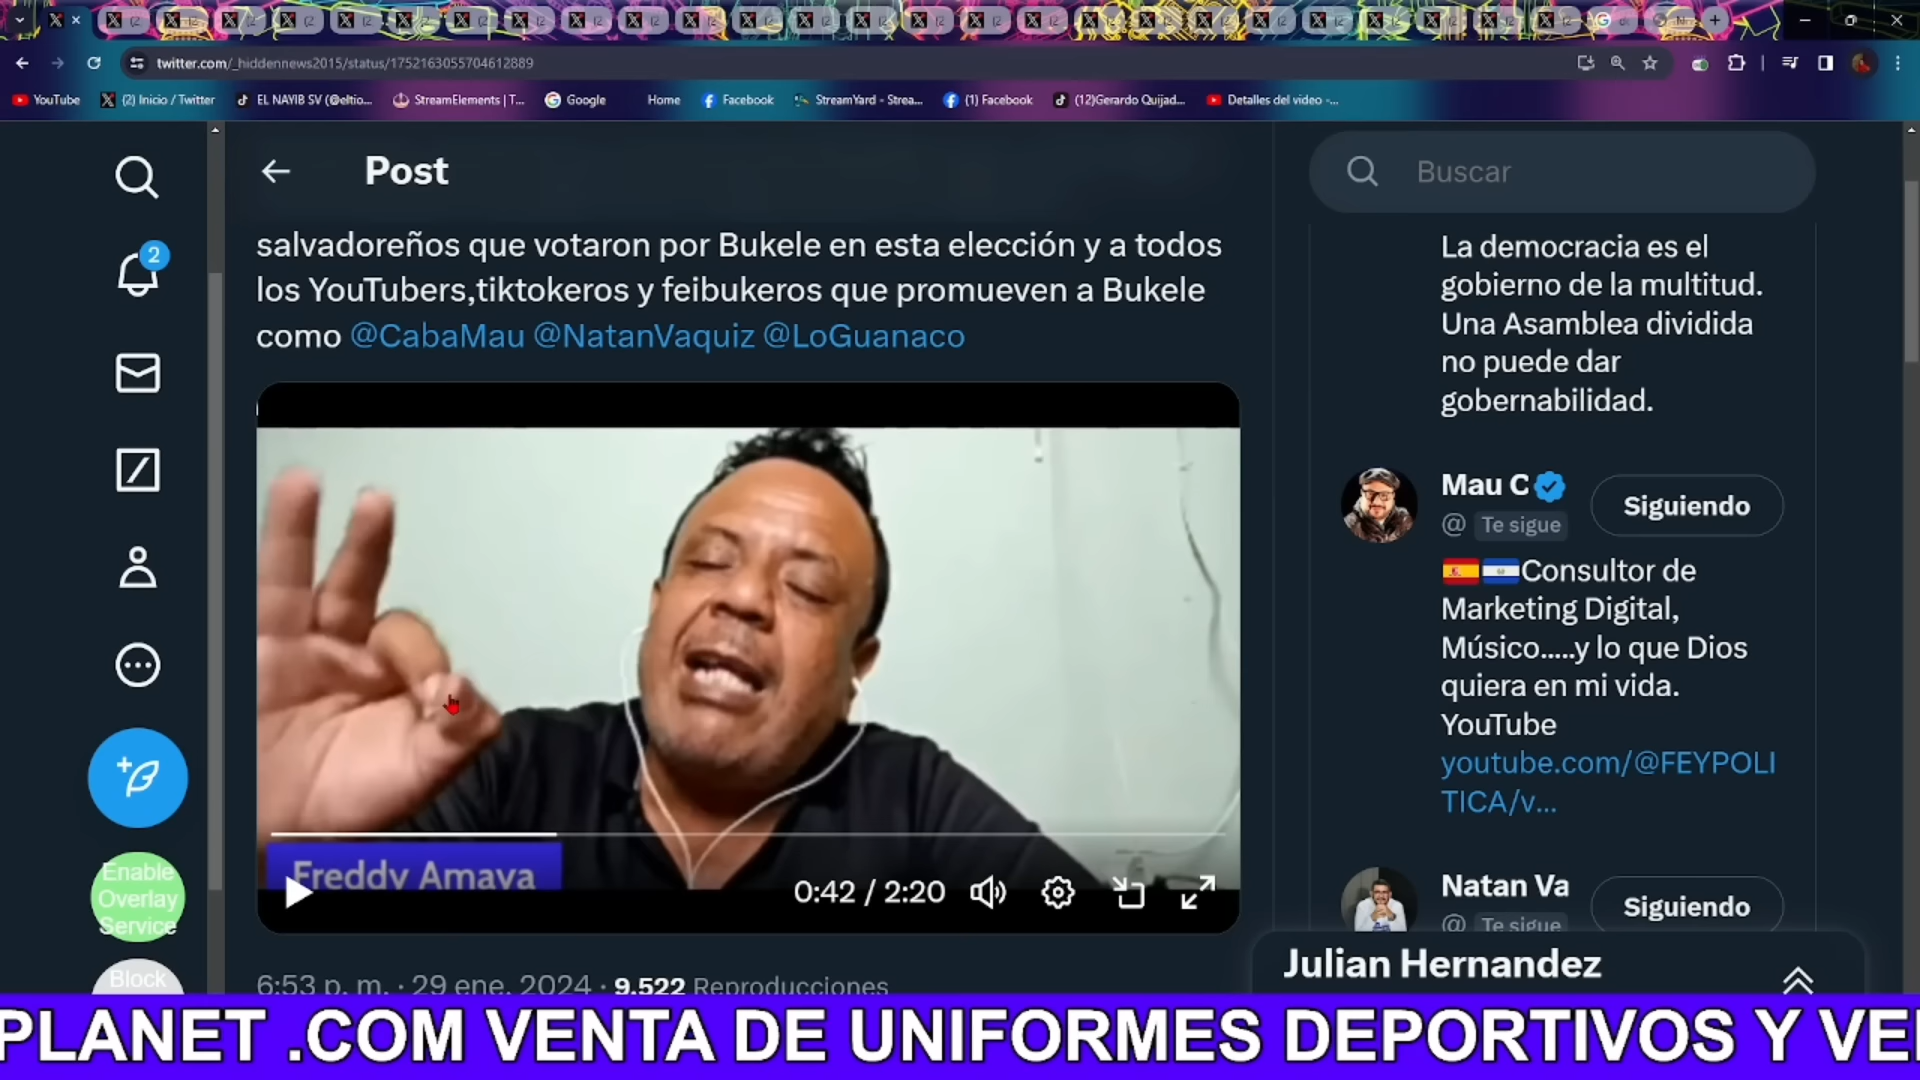 twitter.com/_hiddennews2015/status/1752163055704612889
YouTube
(2) Inicio / Twitter
EL NAYIB SV (@eltio...
StreamElements | T...
Google
Home
Facebook
StreamYard - Strea...
(1) Facebook
(12)Gerardo Quijad...
Detalles del video -...
Post
salvadoreños que votaron por Bukele en esta elección y a todos
los YouTubers,tiktokeros y feibukeros que promueven a Bukele
como @CabaMau @NatanVaquiz @LoGuanaco
Freddy Amaya
0:42 / 2:20
6:53 p. m. · 29 ene. 2024 · 9.522 Reproducciones
2
Enable
Overlay
Service
Block
Buscar
La democracia es el
gobierno de la multitud.
Una Asamblea dividida
no puede dar
gobernabilidad.
Mau C
Siguiendo
@ Te sigue
Consultor de
Marketing Digital,
Músico.....y lo que Dios
quiera en mi vida.
YouTube
youtube.com/@FEYPOLI
TICA/v...
Natan Va
Siguiendo
@ Te sigue
Julian Hernandez
PLANET .COM VENTA DE UNIFORMES DEPORTIVOS Y VE